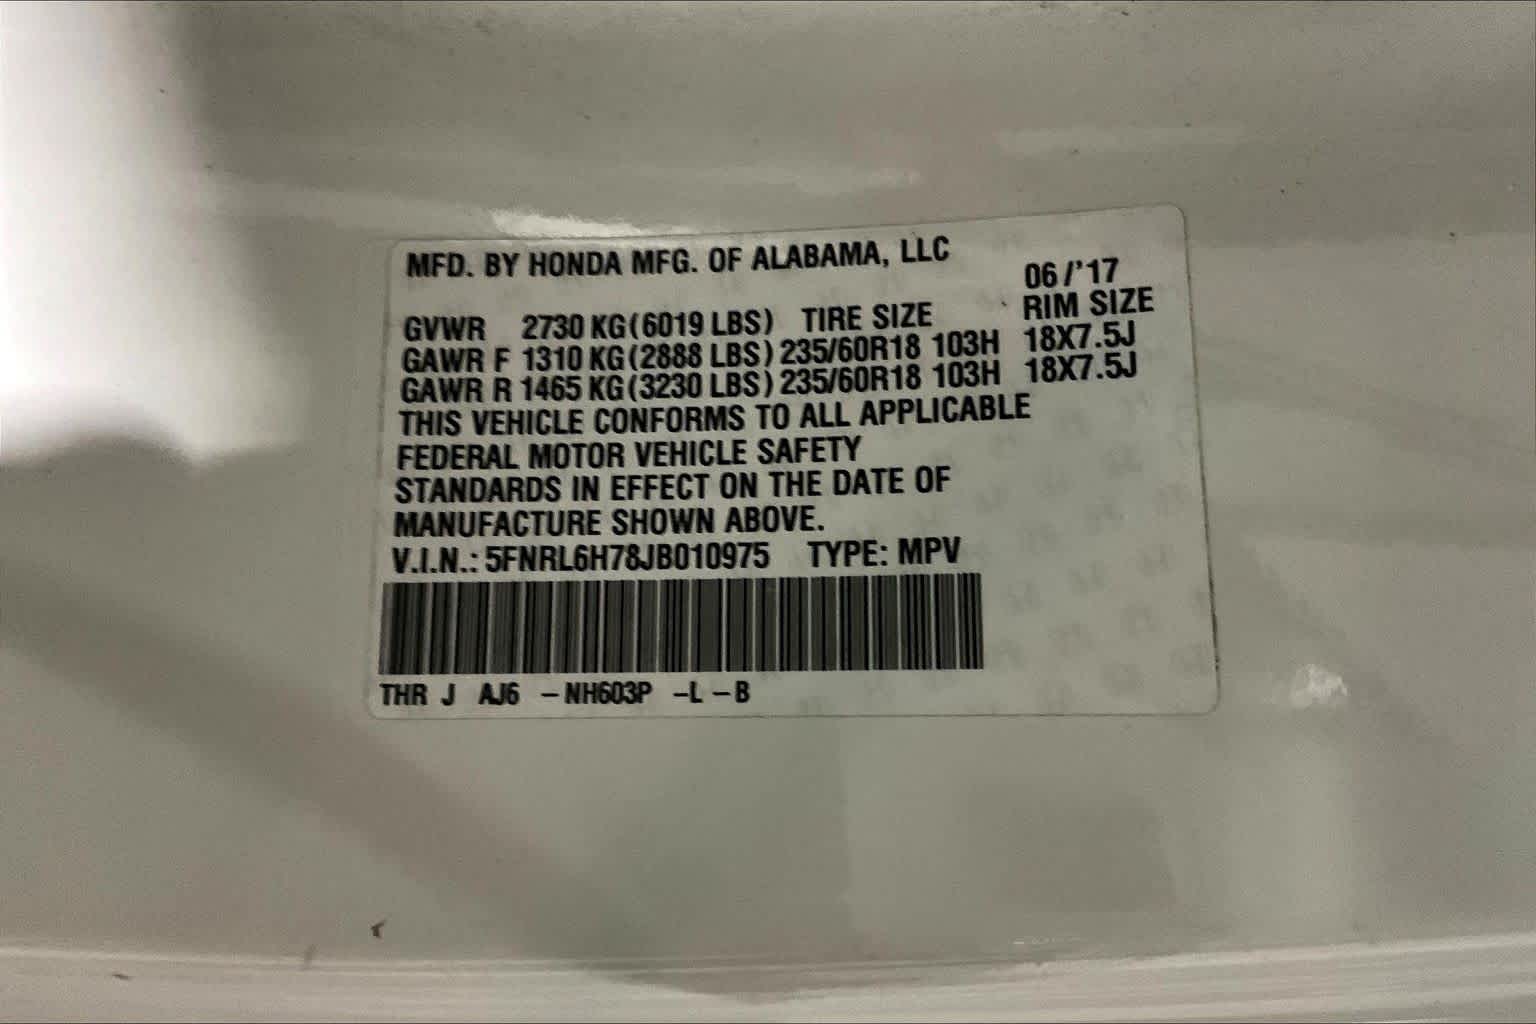 MFD. BY HONDA MFG. OF ALABAMA, LLC
06/'17
GVWR 2730 KG(6019 LBS) TIRE SIZE RIM SIZE
GAWR F 1310 KG(2888 LBS) 235/60R18 103H 18X7.5J
GAWR R 1465 KG(3230 LBS) 235/60R18 103H 18X7.5J
THIS VEHICLE CONFORMS TO ALL APPLICABLE
FEDERAL MOTOR VEHICLE SAFETY
STANDARDS IN EFFECT ON THE DATE OF
MANUFACTURE SHOWN ABOVE.
V.I.N.: 5FNRL6H78JB010975 TYPE: MPV
THR J AJ6 -NH603P -L -B